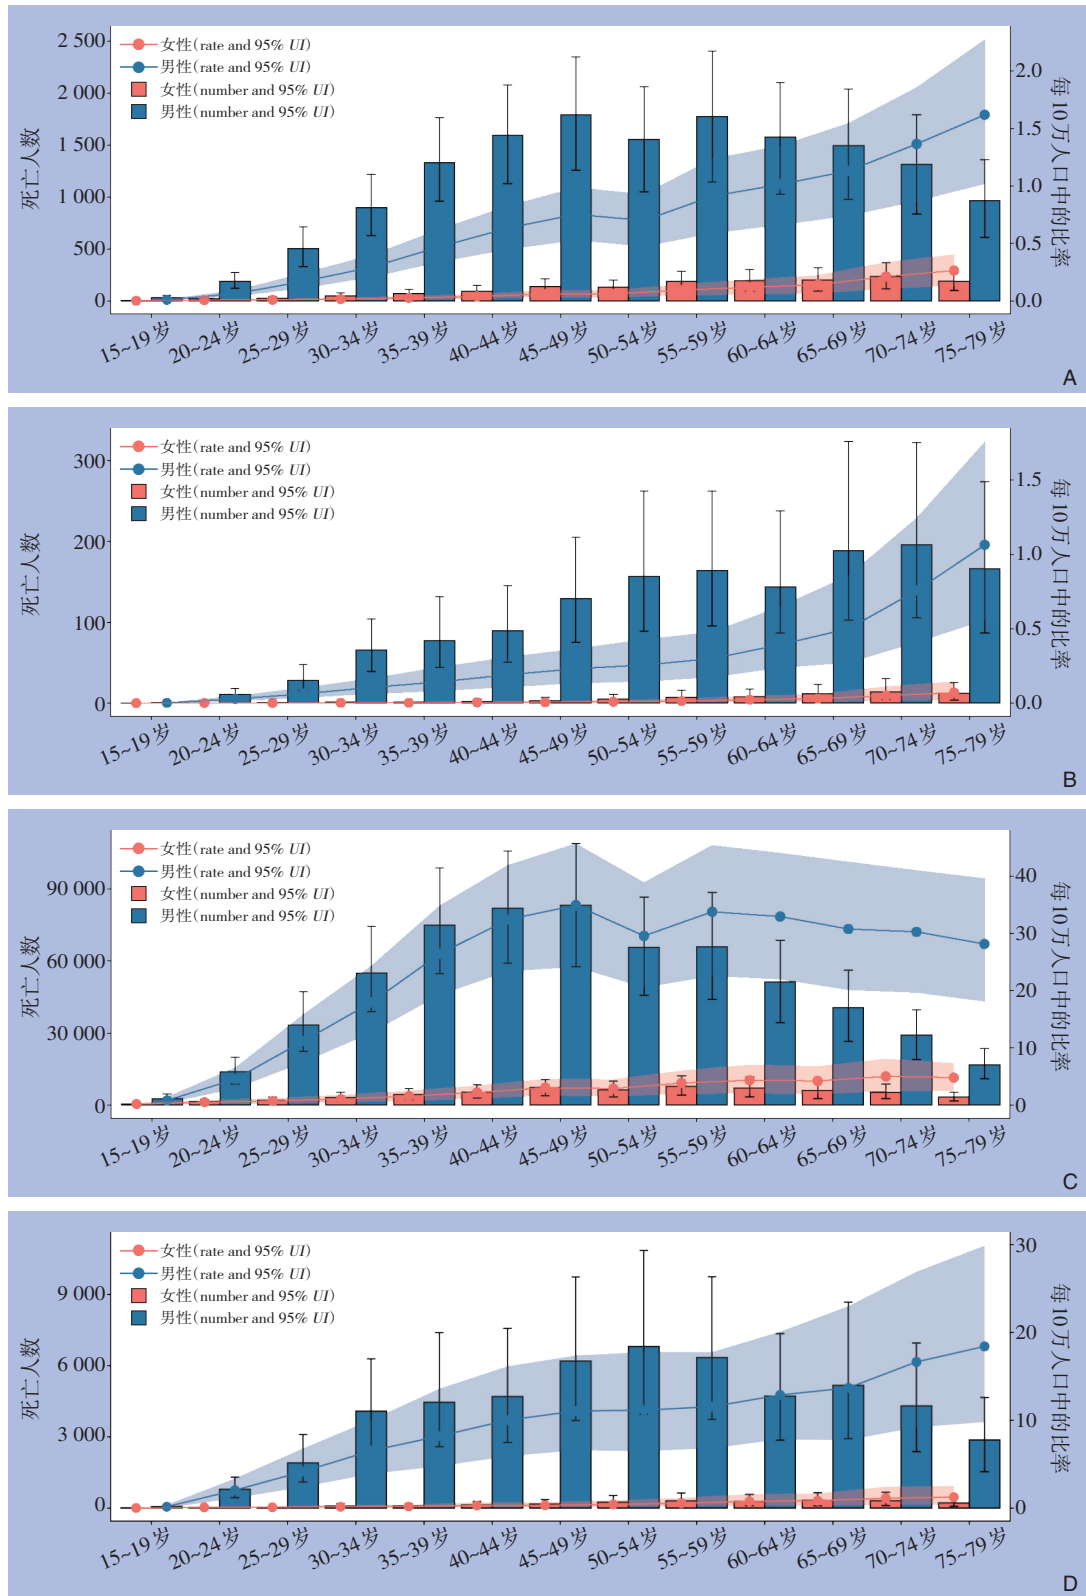 女性(rate and 95% UI)
男性(rate and 95% UI)
女性(number and 95% UI)
男性(number and 95% UI)
死亡人数
2 500
2 000
1 500
1 000
500
0
每10万人口中的比率
2.0
1.5
1.0
0.5
0.0
15~19岁
20~24岁
25~29岁
30~34岁
35~39岁
40~44岁
45~49岁
50~54岁
55~59岁
60~64岁
65~69岁
70~74岁
75~79岁
A
女性(rate and 95% UI)
男性(rate and 95% UI)
女性(number and 95% UI)
男性(number and 95% UI)
死亡人数
300
200
100
0
每10万人口中的比率
1.5
1.0
0.5
0.0
15~19岁
20~24岁
25~29岁
30~34岁
35~39岁
40~44岁
45~49岁
50~54岁
55~59岁
60~64岁
65~69岁
70~74岁
75~79岁
B
女性(rate and 95% UI)
男性(rate and 95% UI)
女性(number and 95% UI)
男性(number and 95% UI)
死亡人数
90 000
60 000
30 000
0
每10万人口中的比率
40
30
20
10
0
15~19岁
20~24岁
25~29岁
30~34岁
35~39岁
40~44岁
45~49岁
50~54岁
55~59岁
60~64岁
65~69岁
70~74岁
75~79岁
C
女性(rate and 95% UI)
男性(rate and 95% UI)
女性(number and 95% UI)
男性(number and 95% UI)
死亡人数
9 000
6 000
3 000
0
每10万人口中的比率
30
20
10
0
15~19岁
20~24岁
25~29岁
30~34岁
35~39岁
40~44岁
45~49岁
50~54岁
55~59岁
60~64岁
65~69岁
70~74岁
75~79岁
D